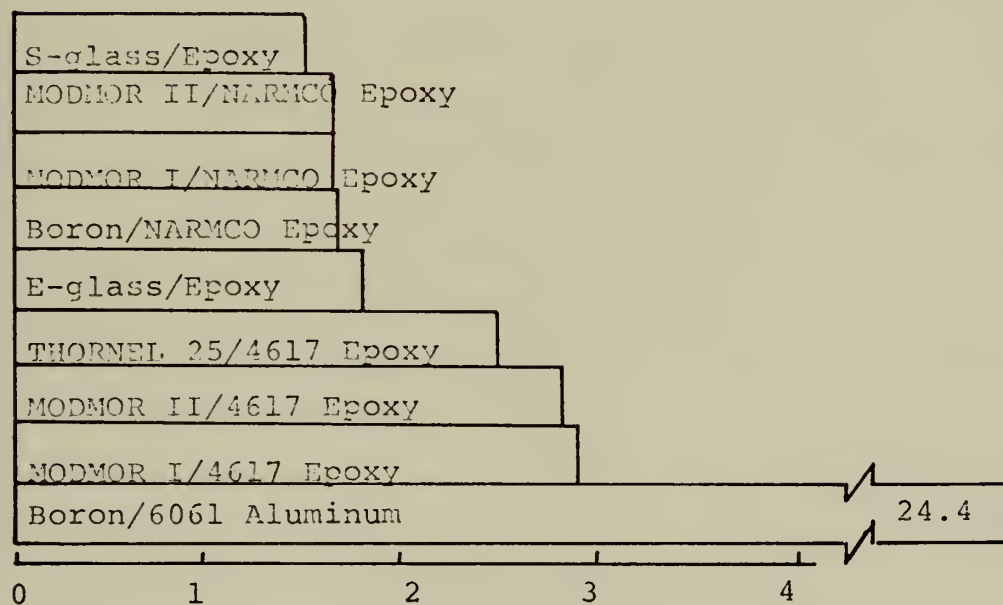 S-glass/Epoxy
MODMOR II/NARMCO Epoxy
MODMOR I/NARMCO Epoxy
Boron/NARMCO Epoxy
E-glass/Epoxy
THORNEL 25/4617 Epoxy
MODMOR II/4617 Epoxy
MODMOR I/4617 Epoxy
Boron/6061 Aluminum 24.4
0 1 2 3 4